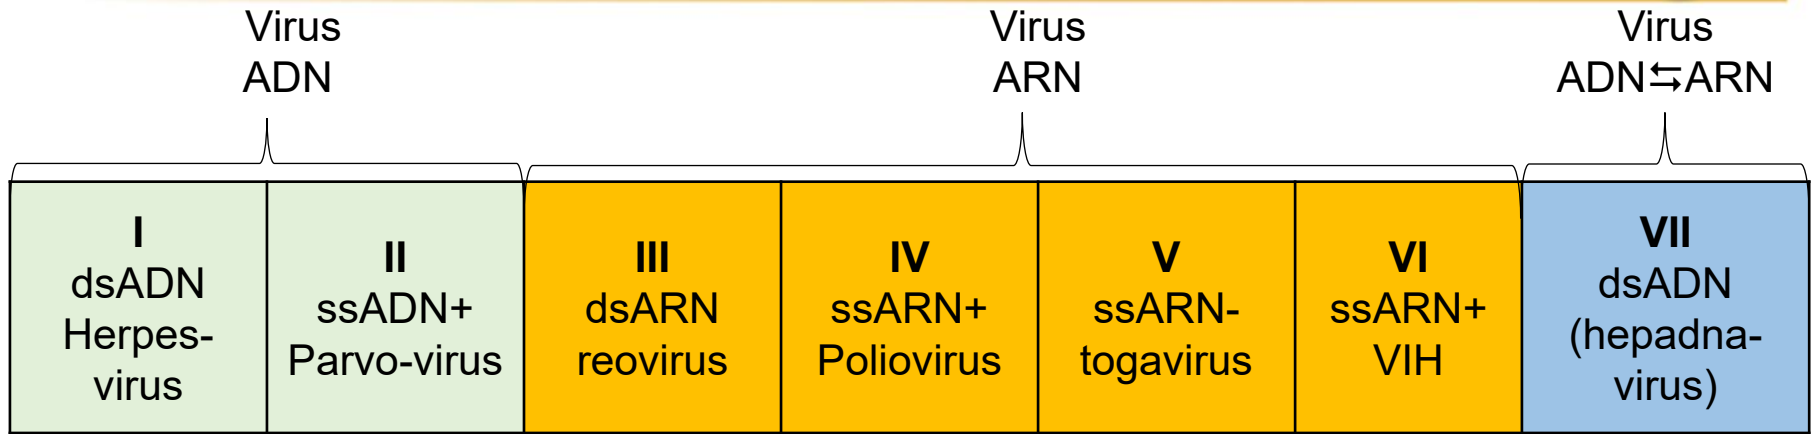 Virus
ADN
Virus
ARN
Virus
ADN⇆ARN
I
dsADN
Herpes-
virus
II
ssADN+
Parvo-virus
III
dsARN
reovirus
IV
ssARN+
Poliovirus
V
ssARN-
togavirus
VI
ssARN+
VIH
VII
dsADN
(hepadna-
virus)